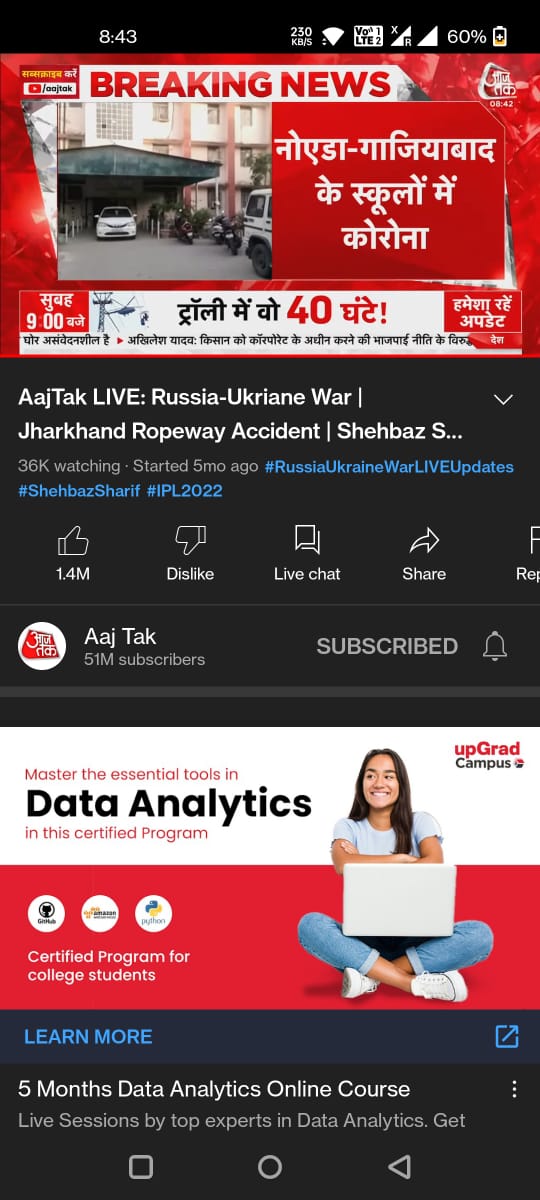 8:43
230 KB/S
Vo 1 LTE 2
X
R
60%
सब्सक्राइब करें
/aajtak
BREAKING NEWS
आज तक
08:42
नोएडा-गाजियाबाद
के स्कूलों में
कोरोना
सुबह
9:00 बजे
ट्रॉली में वो 40 घंटे!
हमेशा रहें
अपडेट
घोर असंवेदनशील है ▶ अखिलेश यादव: किसान को कॉरपोरेट के अधीन करने की भाजपाई नीति के विरुद्ध
देश
AajTak LIVE: Russia-Ukriane War |
Jharkhand Ropeway Accident | Shehbaz S...
36K watching · Started 5mo ago #RussiaUkraineWarLIVEUpdates
#ShehbazSharif #IPL2022
1.4M
Dislike
Live chat
Share
Rep
आज तक
Aaj Tak
51M subscribers
SUBSCRIBED
upGrad
Campus
Master the essential tools in
Data Analytics
in this certified Program
GitHub
amazon
webservices
python
Certified Program for
college students
LEARN MORE
5 Months Data Analytics Online Course
Live Sessions by top experts in Data Analytics. Get